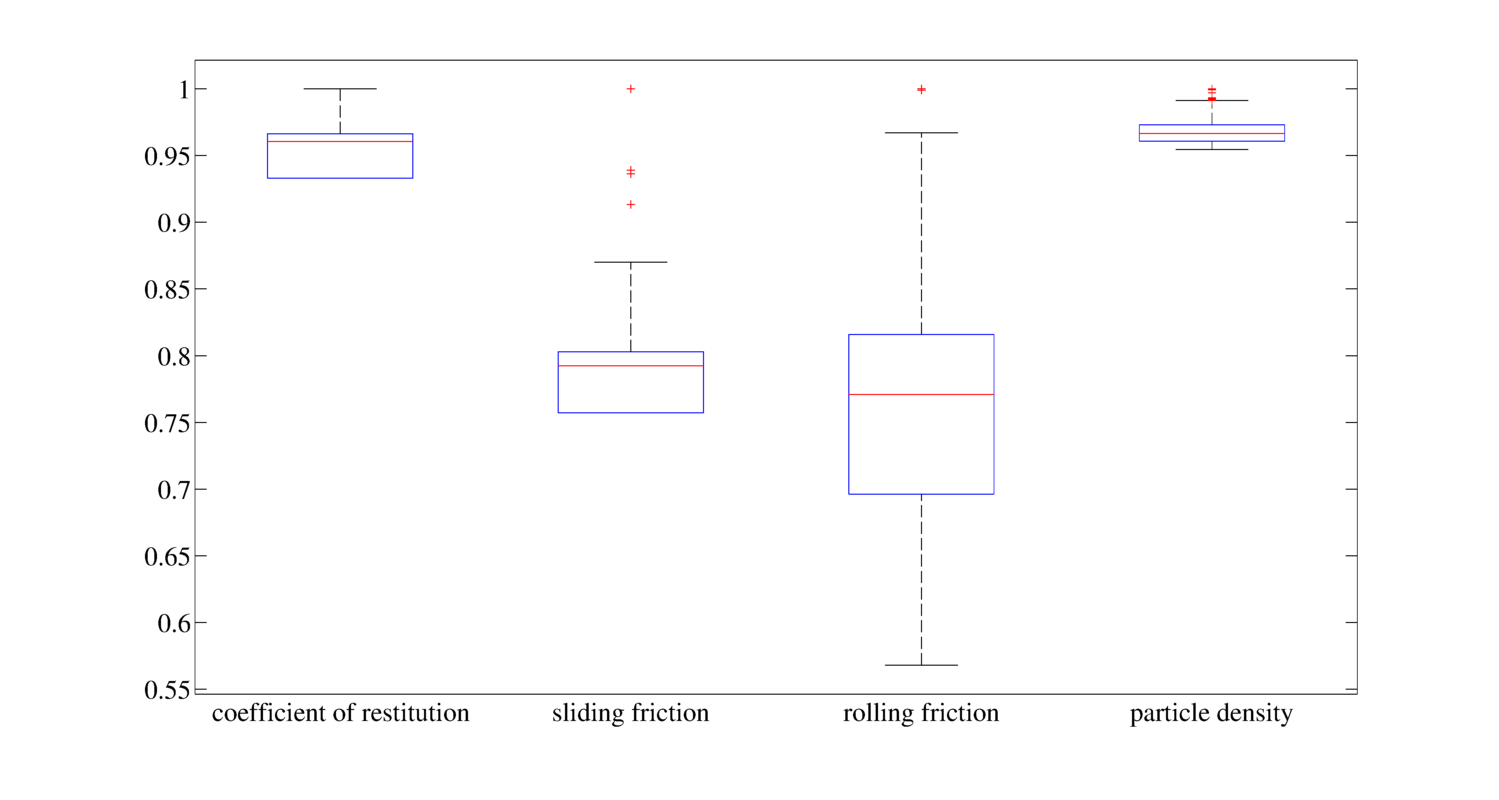 1
0.95
0.9
0.85
0.8
0.75
0.7
0.65
0.6
0.55
coefficient of restitution
sliding friction
rolling friction
particle density